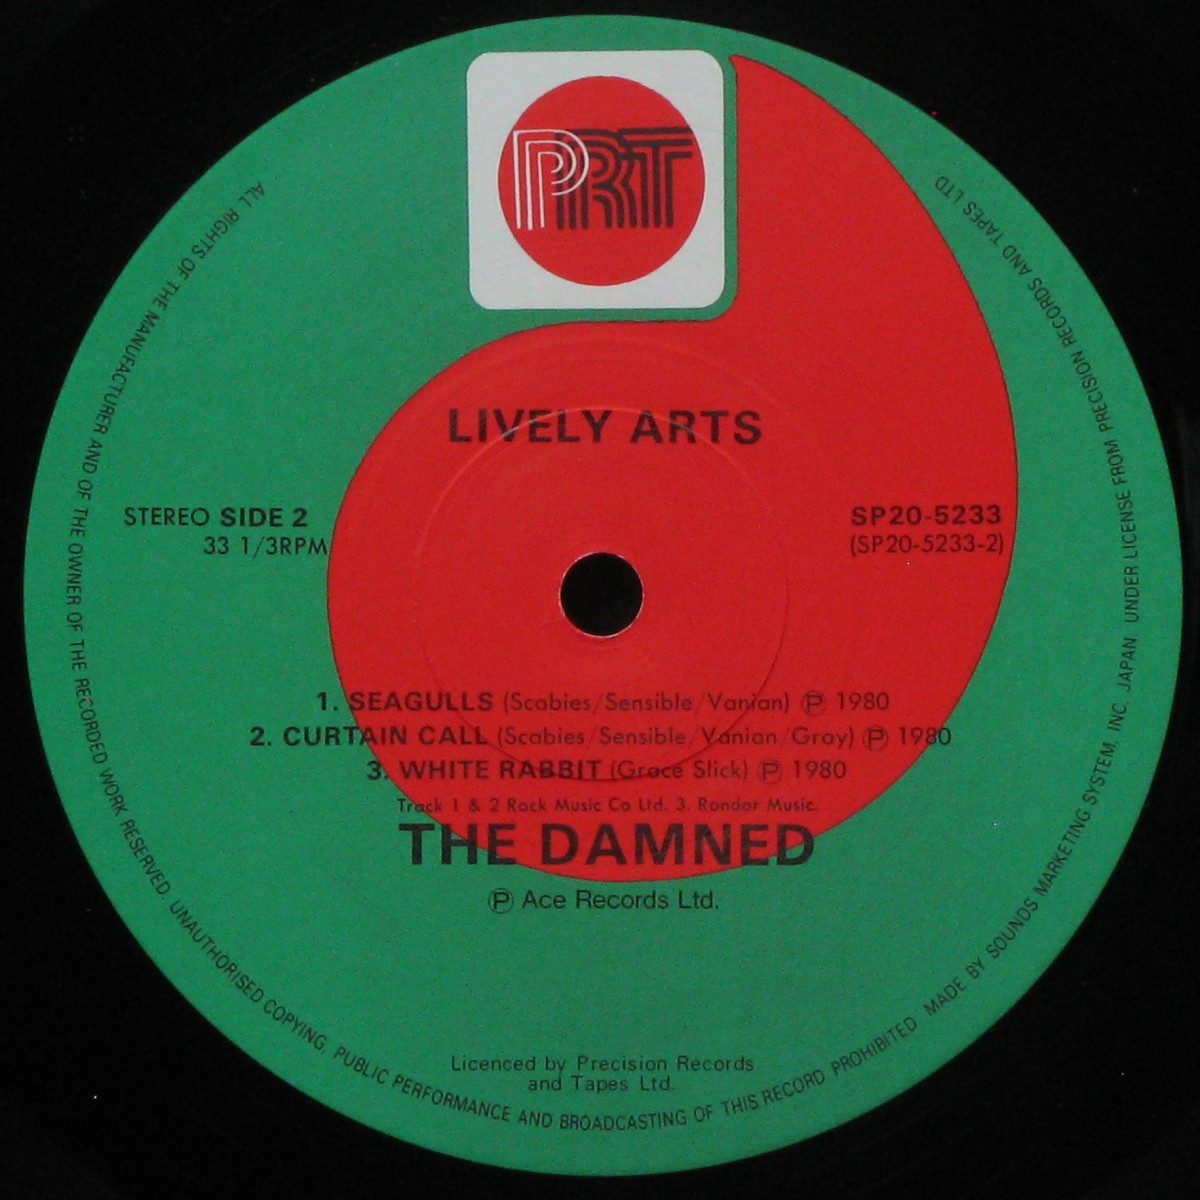 PRT
LIVELY ARTS
STEREO SIDE 2
33 1/3RPM
SP20-5233
(SP20-5233-2)
1. SEAGULLS (Scabies/Sensible/Vanian) ℗ 1980
2. CURTAIN CALL (Scabies/Sensible/Vanian/Gray) ℗ 1980
3. WHITE RABBIT (Grace Slick) ℗ 1980
Track 1 & 2 Rock Music Co Ltd. 3. Rondor Music.
THE DAMNED
℗ Ace Records Ltd.
Licenced by Precision Records
and Tapes Ltd.
ALL RIGHTS OF THE MANUFACTURER AND OF THE OWNER OF THE RECORDED WORK RESERVED. UNAUTHORISED COPYING, PUBLIC PERFORMANCE AND BROADCASTING OF THIS RECORD PROHIBITED MADE BY SOUNDS MARKETING SYSTEM, INC. JAPAN UNDER LICENSE FROM PRECISION RECORDS AND TAPES LTD